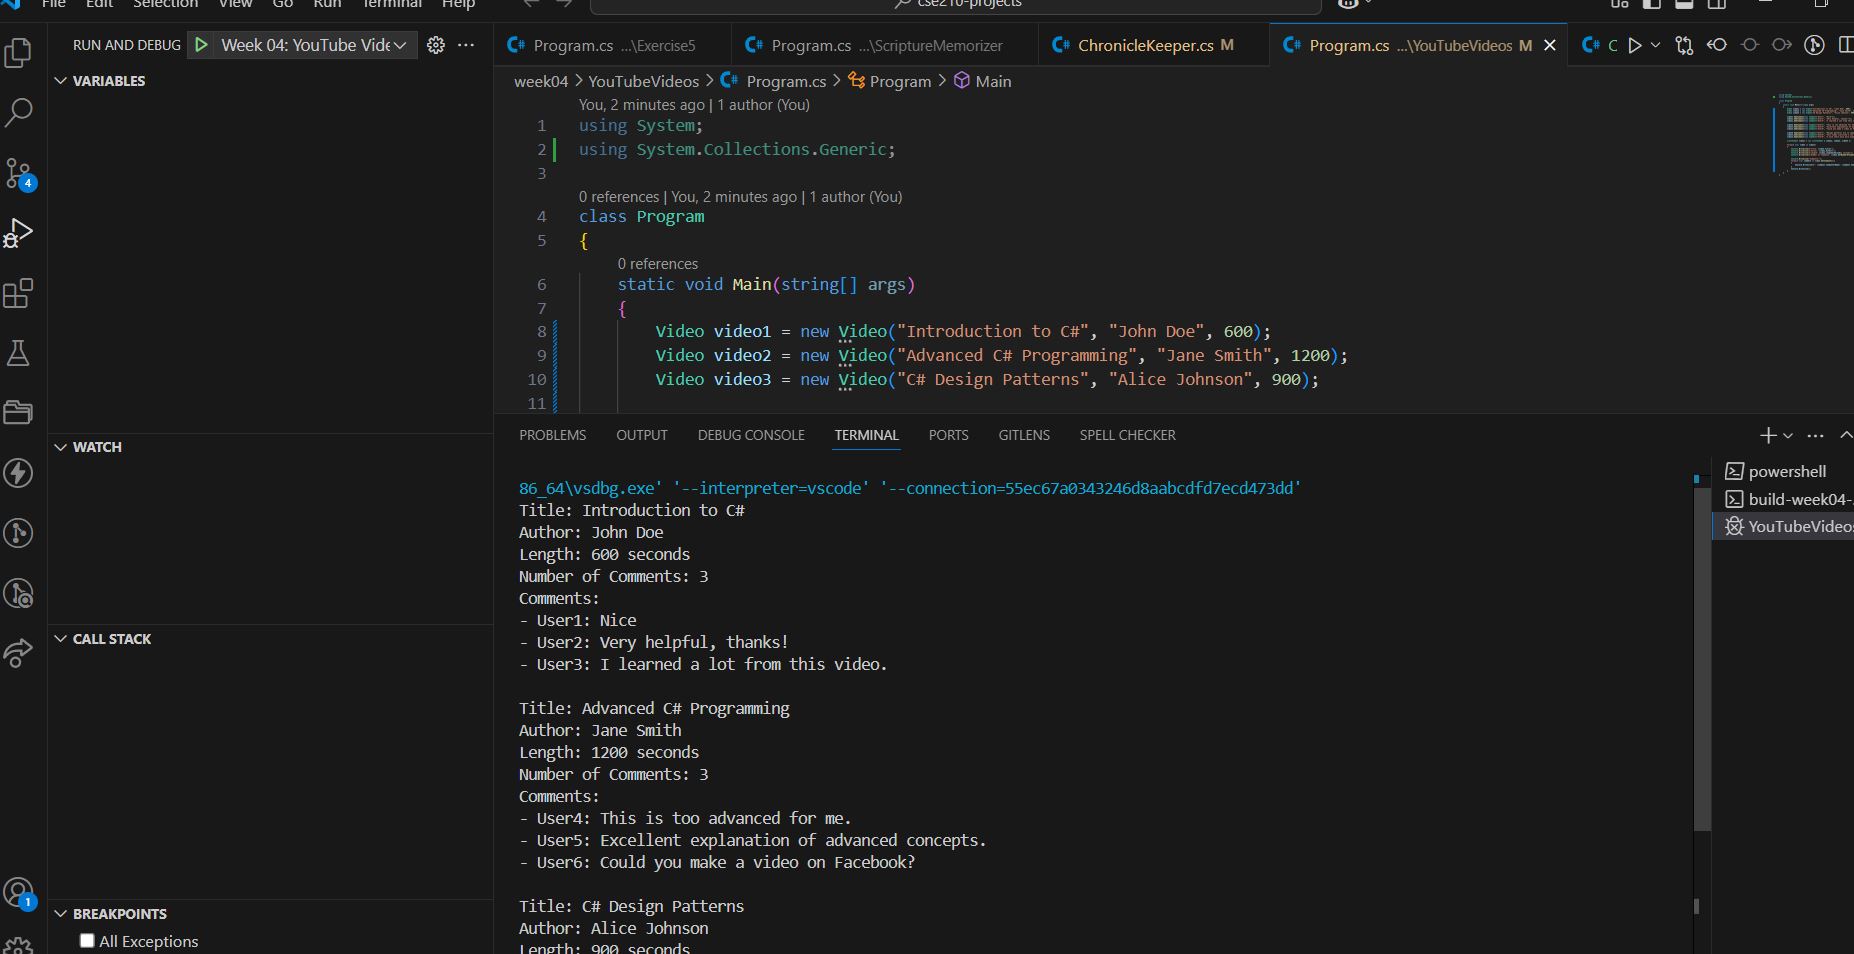 File Edit Selection View Go Run Terminal Help
cse210-projects
RUN AND DEBUG Week 04: YouTube Vide
Program.cs ...\Exercise5
Program.cs ...\ScriptureMemorizer
ChronicleKeeper.cs M
Program.cs ...\YouTubeVideos M
C
VARIABLES
week04 > YouTubeVideos > Program.cs > Program > Main
You, 2 minutes ago | 1 author (You)
1 using System;
2 using System.Collections.Generic;
3
0 references | You, 2 minutes ago | 1 author (You)
4 class Program
5 {
0 references
6 static void Main(string[] args)
7 {
8 Video video1 = new Video("Introduction to C#", "John Doe", 600);
9 Video video2 = new Video("Advanced C# Programming", "Jane Smith", 1200);
10 Video video3 = new Video("C# Design Patterns", "Alice Johnson", 900);
11
4
WATCH
CALL STACK
BREAKPOINTS
All Exceptions
1
PROBLEMS OUTPUT DEBUG CONSOLE TERMINAL PORTS GITLENS SPELL CHECKER
86_64\vsdbg.exe' '--interpreter=vscode' '--connection=55ec67a0343246d8aabcdfd7ecd473dd'
Title: Introduction to C#
Author: John Doe
Length: 600 seconds
Number of Comments: 3
Comments:
- User1: Nice
- User2: Very helpful, thanks!
- User3: I learned a lot from this video.
Title: Advanced C# Programming
Author: Jane Smith
Length: 1200 seconds
Number of Comments: 3
Comments:
- User4: This is too advanced for me.
- User5: Excellent explanation of advanced concepts.
- User6: Could you make a video on Facebook?
Title: C# Design Patterns
Author: Alice Johnson
Length: 900 seconds
powershell
build-week04-...
YouTubeVideos